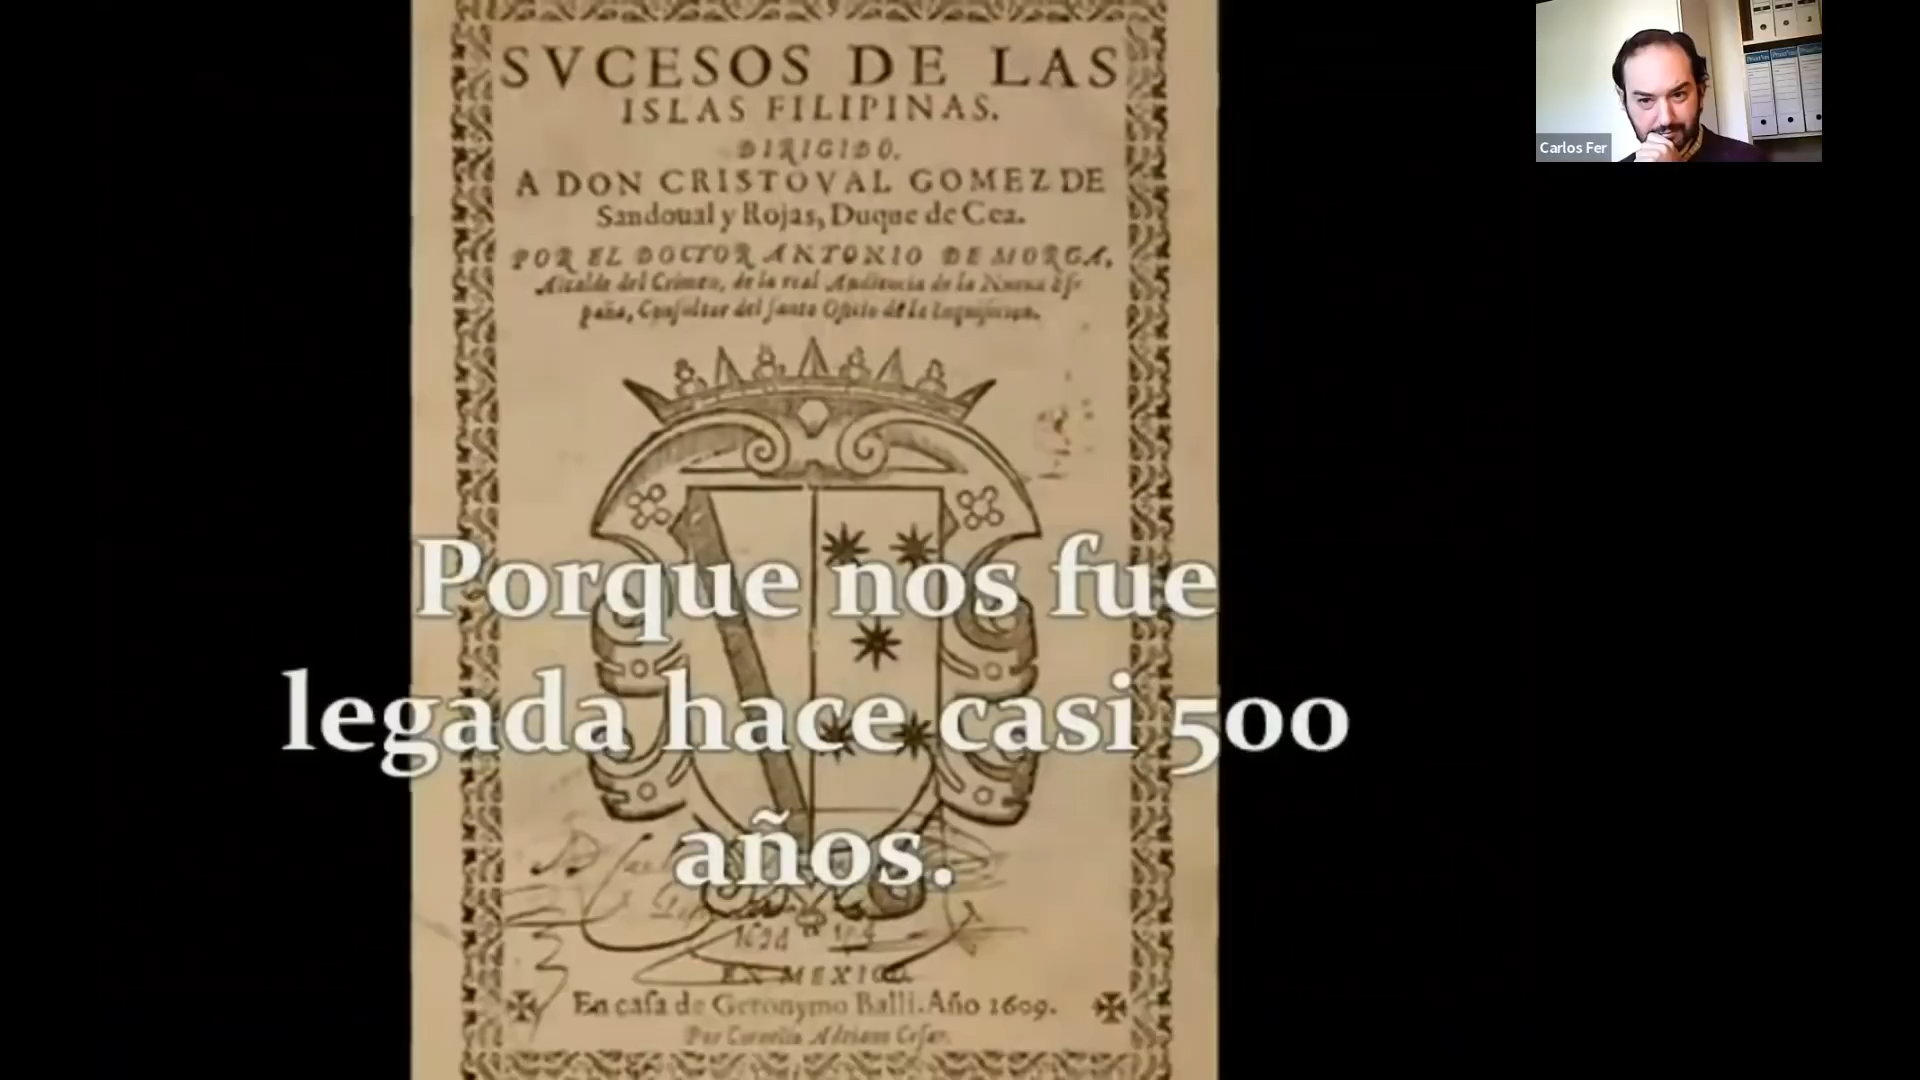 SVCESOS DE LAS
ISLAS FILIPINAS.
DIRIGIDO,
A DON CRISTOVAL GOMEZ DE
Sandoual y Rojas, Duque de Cea.
POR EL DOCTOR ANTONIO DE MORGA,
Alcalde del Crimen, de la real Audiencia de la Nueua Es-
paña, Consultor del santo Oficio de la Inquisicion.
Porque nos fue
legada hace casi 500
años.
EN MEXICO.
En casa de Geronymo Balli. Año 1609.
Por Cornelio Adriano Cesar.
Carlos Fer